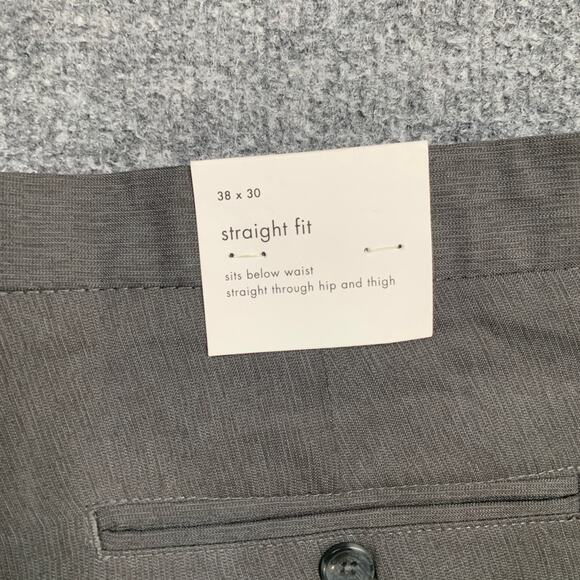 38 x 30
straight fit
sits below waist
straight through hip and thigh